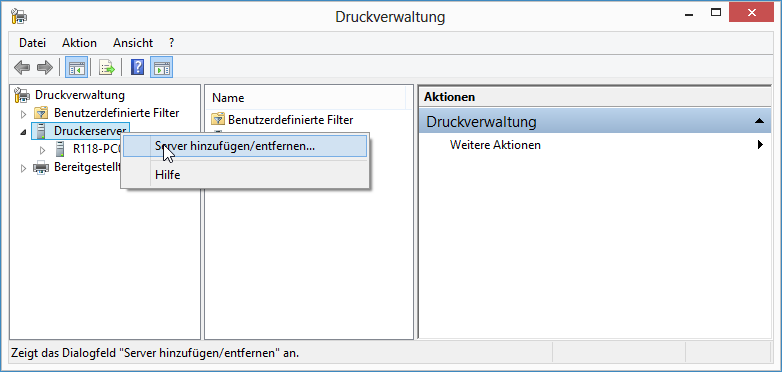 Druckverwaltung
Datei Aktion Ansicht ?
Druckverwaltung
Benutzerdefinierte Filter
Druckerserver
R118-PC
Bereitgestellt
Name
Benutzerdefinierte Filter
Server hinzufügen/entfernen...
Hilfe
Aktionen
Druckverwaltung
Weitere Aktionen
Zeigt das Dialogfeld "Server hinzufügen/entfernen" an.